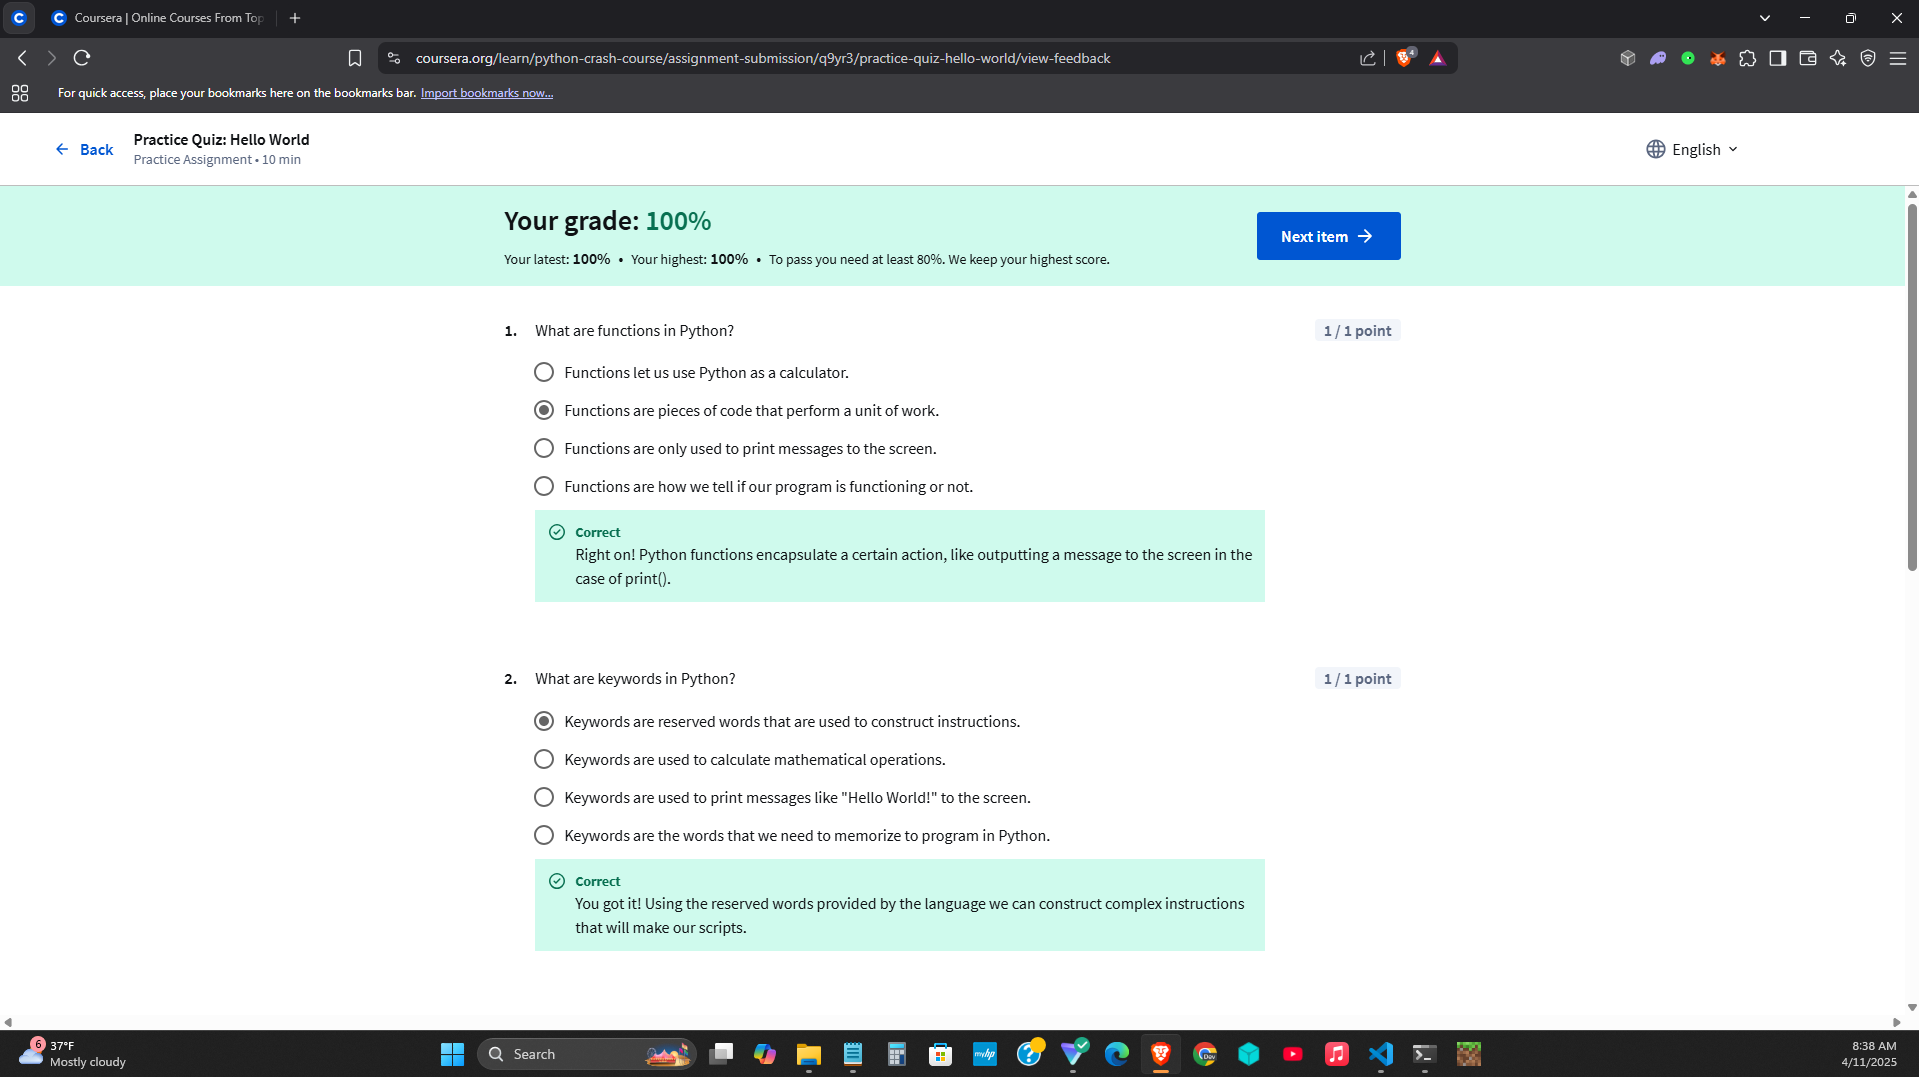 Coursera | Online Courses From Top
coursera.org/learn/python-crash-course/assignment-submission/q9yr3/practice-quiz-hello-world/view-feedback
4
For quick access, place your bookmarks here on the bookmarks bar. Import bookmarks now...
Back
Practice Quiz: Hello World
Practice Assignment • 10 min
English
Your grade: 100%
Your latest: 100% • Your highest: 100% • To pass you need at least 80%. We keep your highest score.
Next item
1. What are functions in Python?
1 / 1 point
Functions let us use Python as a calculator.
Functions are pieces of code that perform a unit of work.
Functions are only used to print messages to the screen.
Functions are how we tell if our program is functioning or not.
Correct
Right on! Python functions encapsulate a certain action, like outputting a message to the screen in the
case of print().
2. What are keywords in Python?
1 / 1 point
Keywords are reserved words that are used to construct instructions.
Keywords are used to calculate mathematical operations.
Keywords are used to print messages like "Hello World!" to the screen.
Keywords are the words that we need to memorize to program in Python.
Correct
You got it! Using the reserved words provided by the language we can construct complex instructions
that will make our scripts.
6
37°F
Mostly cloudy
Search
myhp
Dev
8:38 AM
4/11/2025